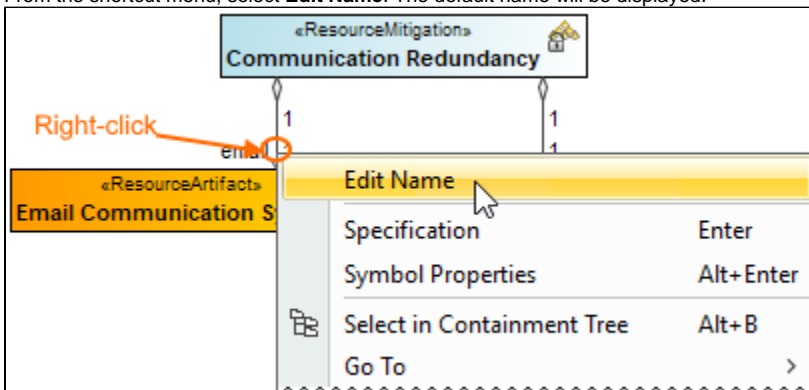 From the shortcut menu, select Edit Name. The default name will be displayed.
«ResourceMitigation»
Communication Redundancy
1
1
Right-click
email
1
«ResourceArtifact»
Edit Name
Email Communication S
Specification Enter
Symbol Properties Alt+Enter
Select in Containment Tree Alt+B
Go To >